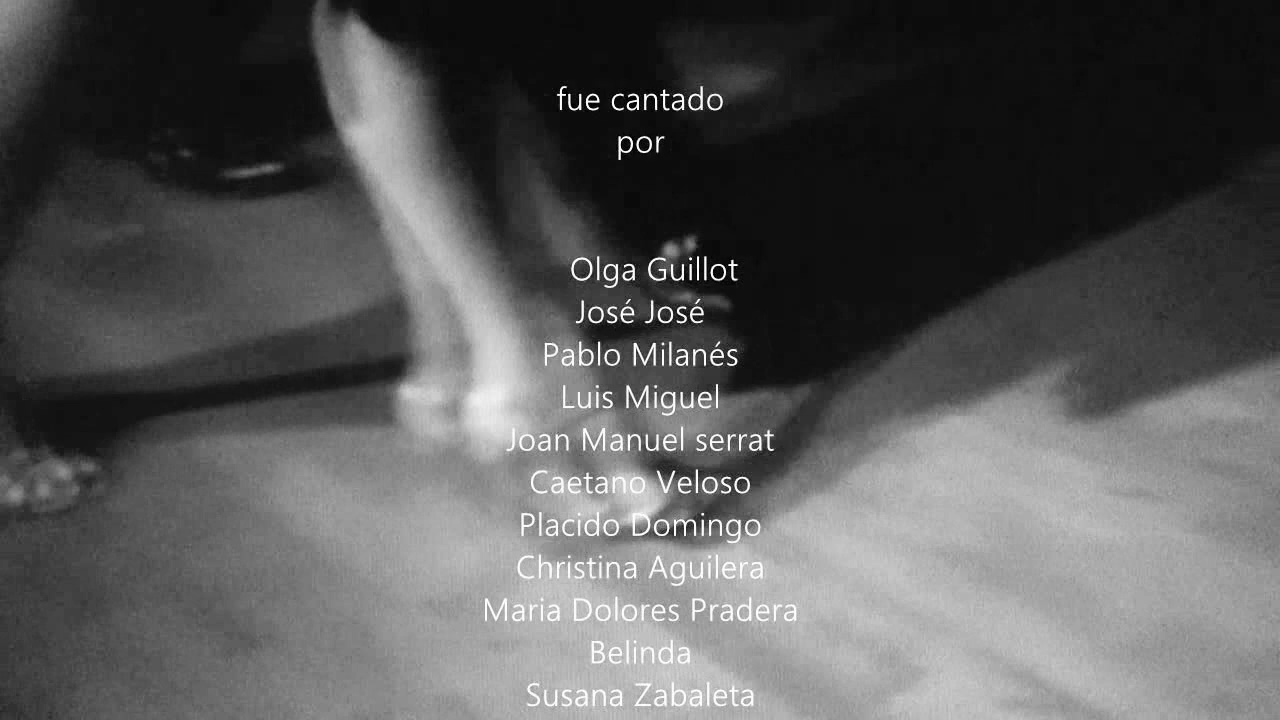 fue cantado
por
Olga Guillot
José José
Pablo Milanés
Luis Miguel
Joan Manuel serrat
Caetano Veloso
Placido Domingo
Christina Aguilera
Maria Dolores Pradera
Belinda
Susana Zabaleta